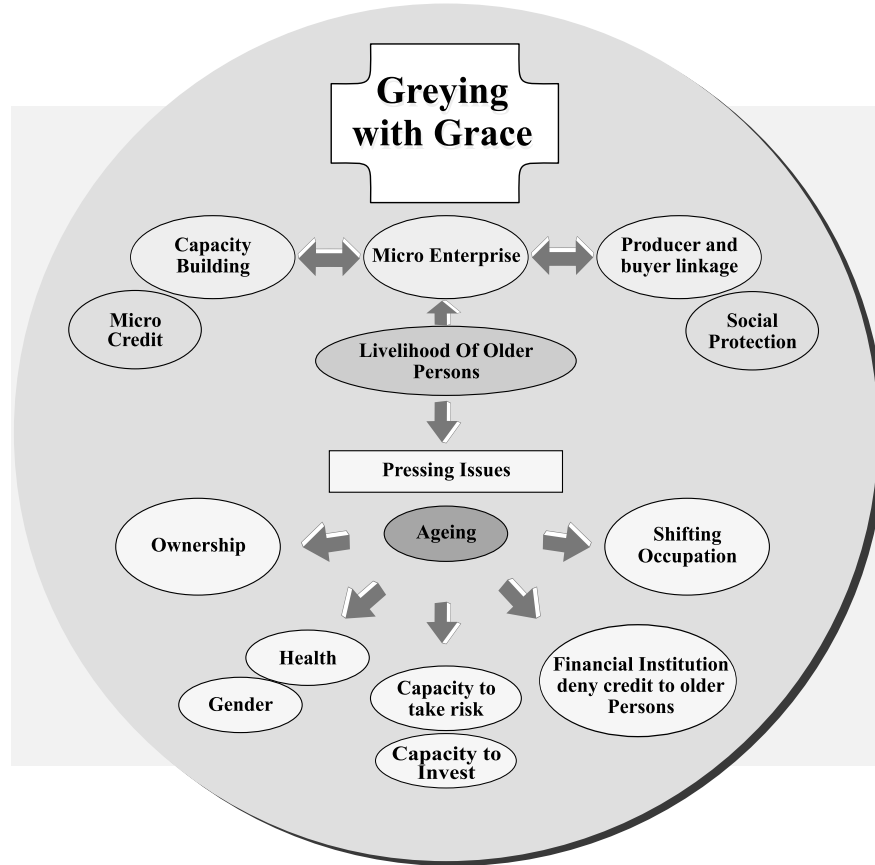 Greying
with Grace
Capacity
Building
Micro Enterprise
Producer and
buyer linkage
Micro
Credit
Social
Protection
Livelihood Of Older
Persons
Pressing Issues
Ownership
Ageing
Shifting
Occupation
Health
Gender
Capacity to
take risk
Capacity to
Invest
Financial Institution
deny credit to older
Persons